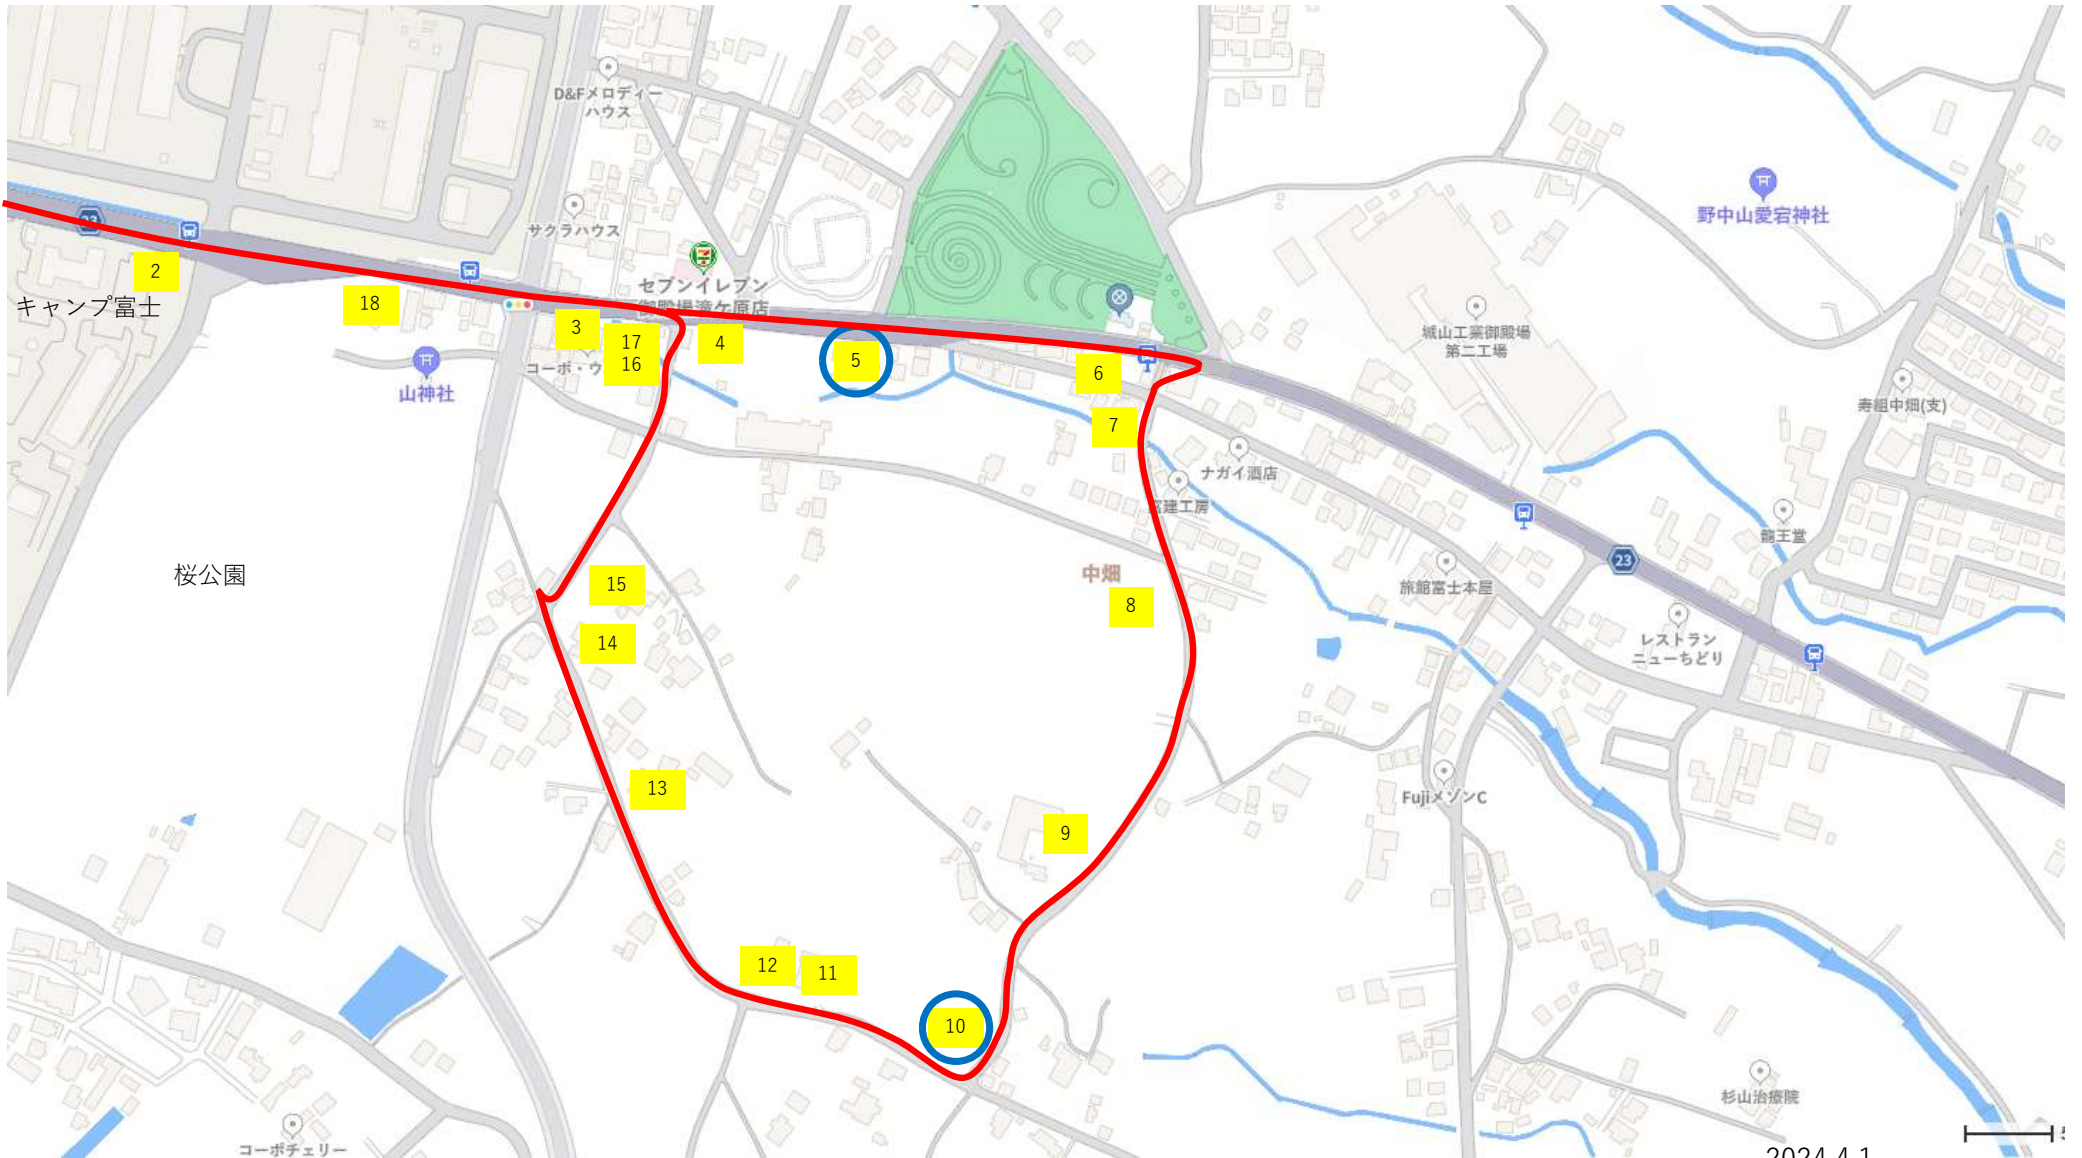 D&Fメロディー
ハウス
野中山愛宕神社
サクラハウス
23
2
キャンプ富士
18
セブンイレブン
御殿場滝ケ原店
3
17
16
4
5
6
7
コーポ・ウ
山神社
城山工業御殿場
第二工場
寿組中畑(支)
ナガイ酒店
富建工房
龍王堂
23
中畑
旅館富士本屋
桜公園
15
8
14
レストラン
ニューちどり
13
FujiメゾンC
9
12
11
10
杉山治療院
コーポチェリー
2024.4.1